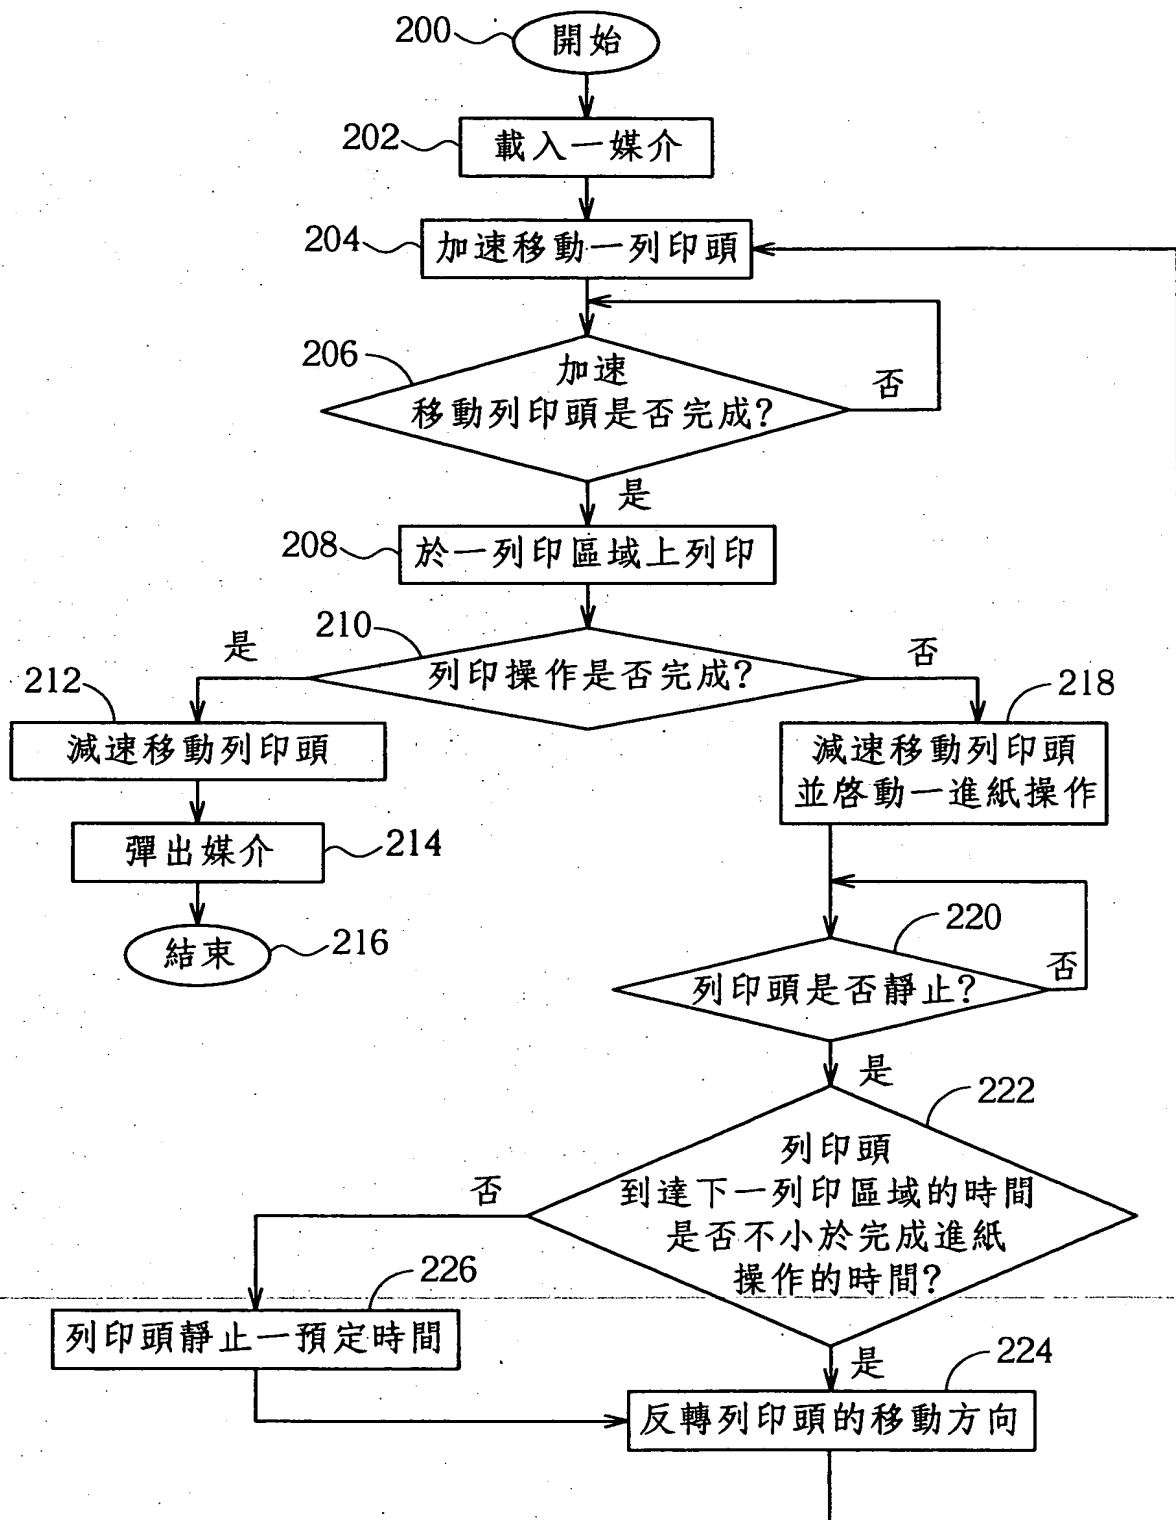 200
開始
202
載入一媒介
204
加速移動一列印頭
206
加速
移動列印頭是否完成?
否
是
208
於一列印區域上列印
210
列印操作是否完成?
是
否
212
減速移動列印頭
214
彈出媒介
216
結束
218
減速移動列印頭
並啓動一進紙操作
220
列印頭是否靜止?
否
是
222
列印頭
到達下一列印區域的時間
是否不小於完成進紙
操作的時間?
否
是
226
列印頭靜止一預定時間
224
反轉列印頭的移動方向